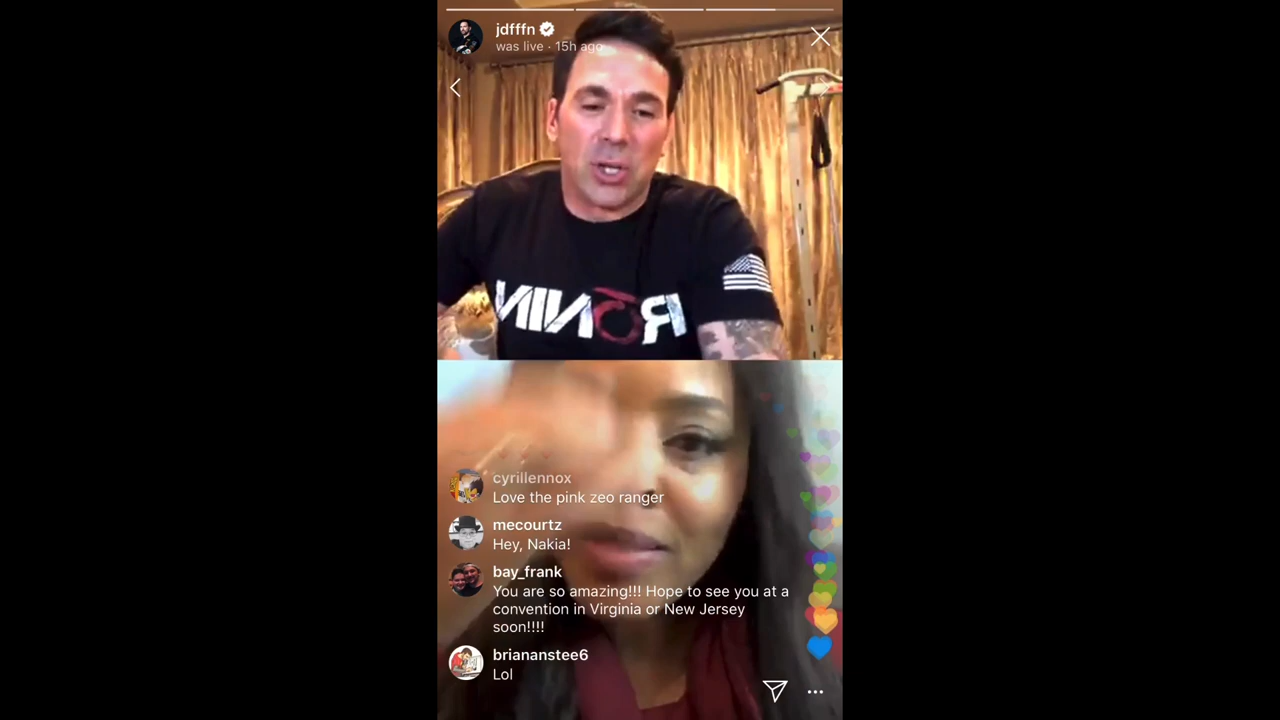 jdfffn
was live · 15h ago
RŌNIN
cyrillennox
Love the pink zeo ranger
mecourtz
Hey, Nakia!
bay_frank
You are so amazing!!! Hope to see you at a
convention in Virginia or New Jersey
soon!!!!
briananstee6
Lol